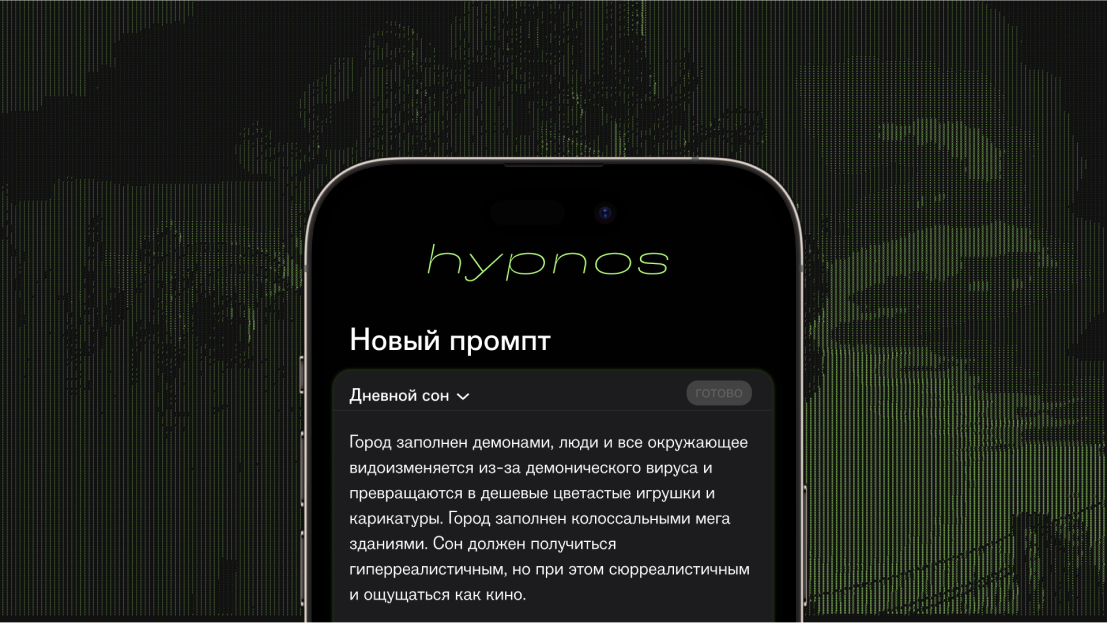 hypnos
Новый промпт
Дневной сон
ГОТОВО
Город заполнен демонами, люди и все окружающее
видоизменяется из-за демонического вируса и
превращаются в дешевые цветастые игрушки и
карикатуры. Город заполнен колоссальными мега
зданиями. Сон должен получиться
гиперреалистичным, но при этом сюрреалистичным
и ощущаться как кино.